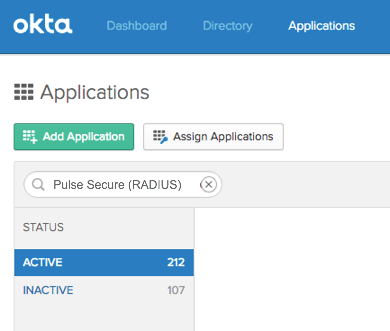 okta Dashboard Directory Applications
Applications
Add Application Assign Applications
Pulse Secure (RADIUS)
STATUS
ACTIVE 212
INACTIVE 107